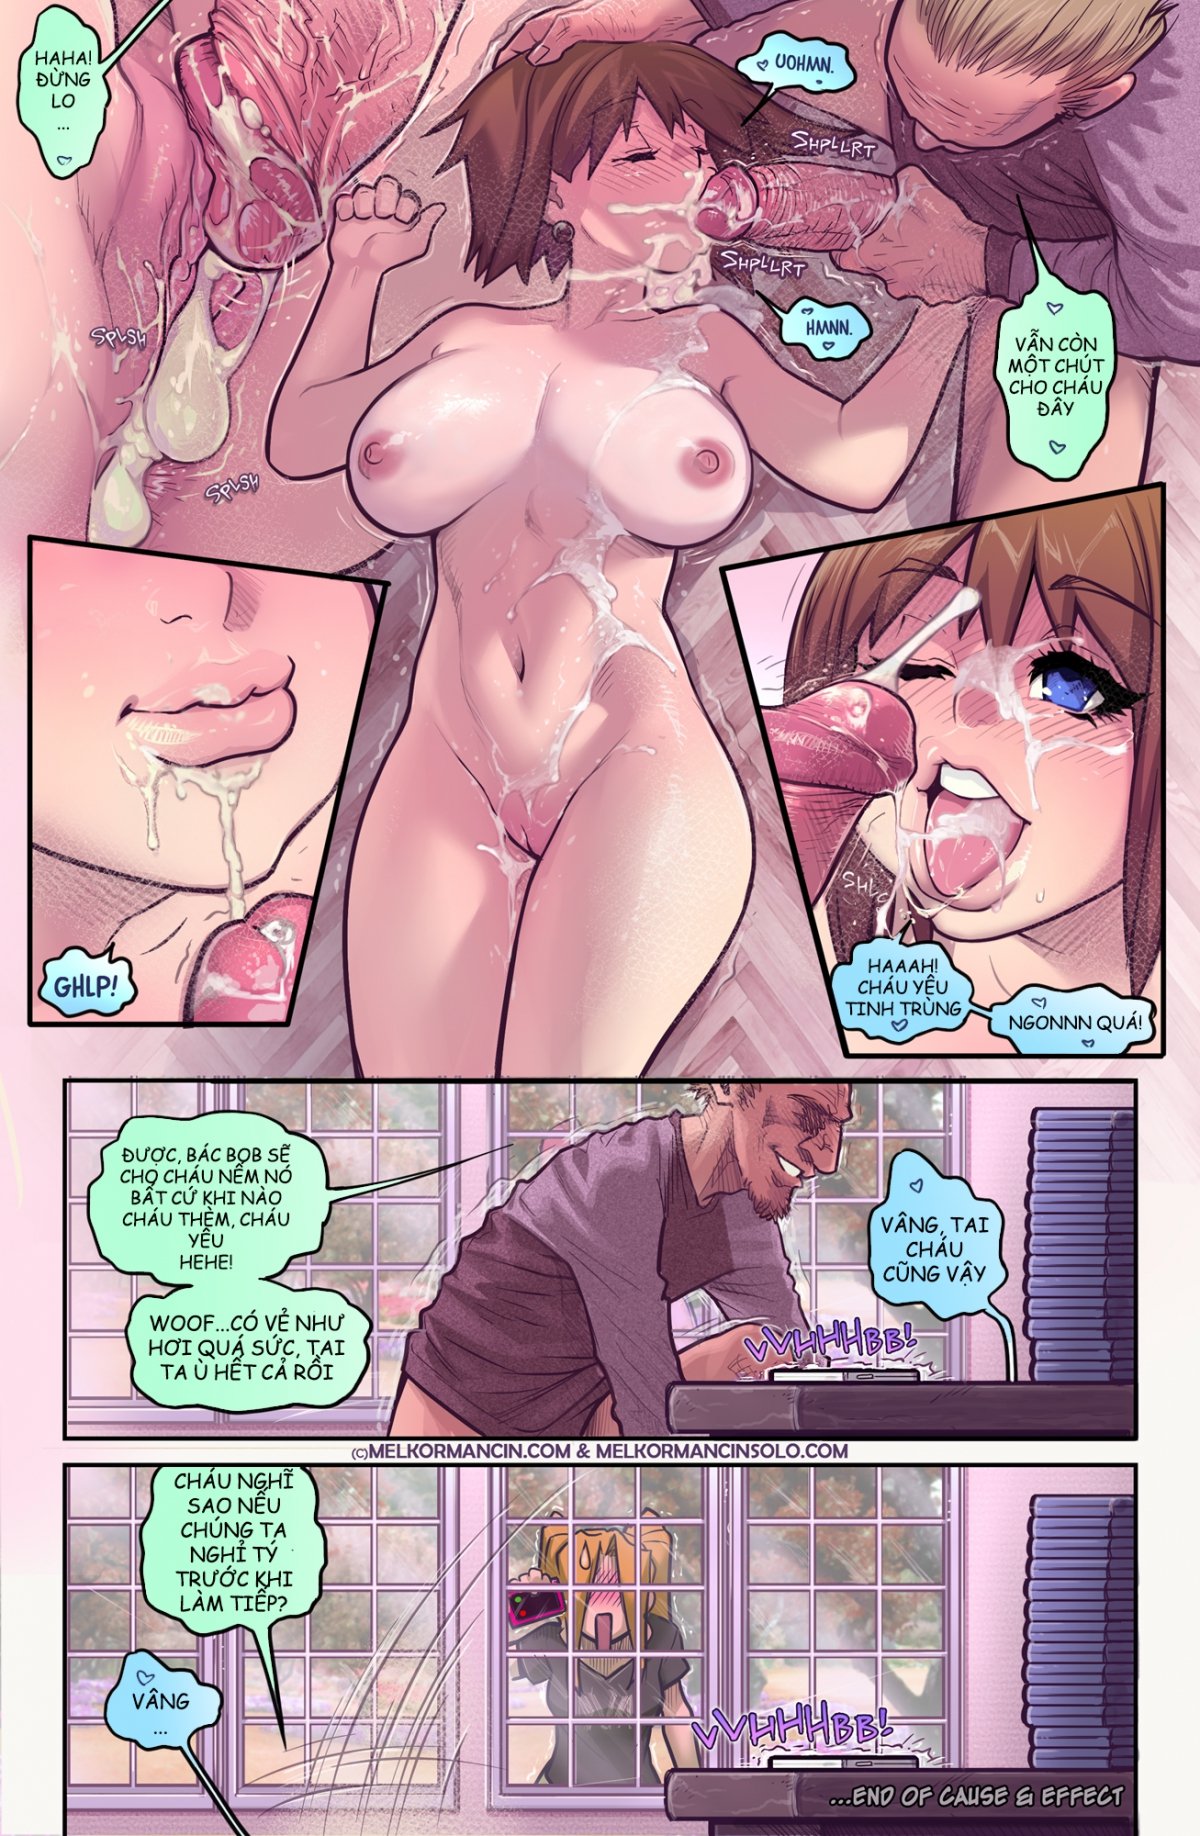 HAHA!
ĐỪNG
LO
...
UOHMN.
SHPLLRT
SHPLLRT
HMNN.
VẪN CÒN
MỘT CHÚT
CHO CHÁU
ĐÂY
SPLSH
SPLSH
GHLP!
HAAAH!
CHÁU YÊU
TINH TRÙNG
NGONNN QUÁ!
ĐƯỢC, BÁC BOB SẼ
CHO CHÁU NẾM NÓ
BẤT CỨ KHI NÀO
CHÁU THÈM, CHÁU
YÊU
HEHE!
WOOF...CÓ VẺ NHƯ
HƠI QUÁ SỨC, TAI
TA Ù HẾT CẢ RỒI
VÂNG, TAI
CHÁU
CŨNG VẬY
VVHHHBB!
(C)MELKORMANCIN.COM & MELKORMANCINSOLO.COM
CHÁU NGHĨ
SAO NẾU
CHÚNG TA
NGHỈ TÝ
TRƯỚC KHI
LÀM TIẾP?
VÂNG
...
VVHHHBB!
...END OF CAUSE & EFFECT